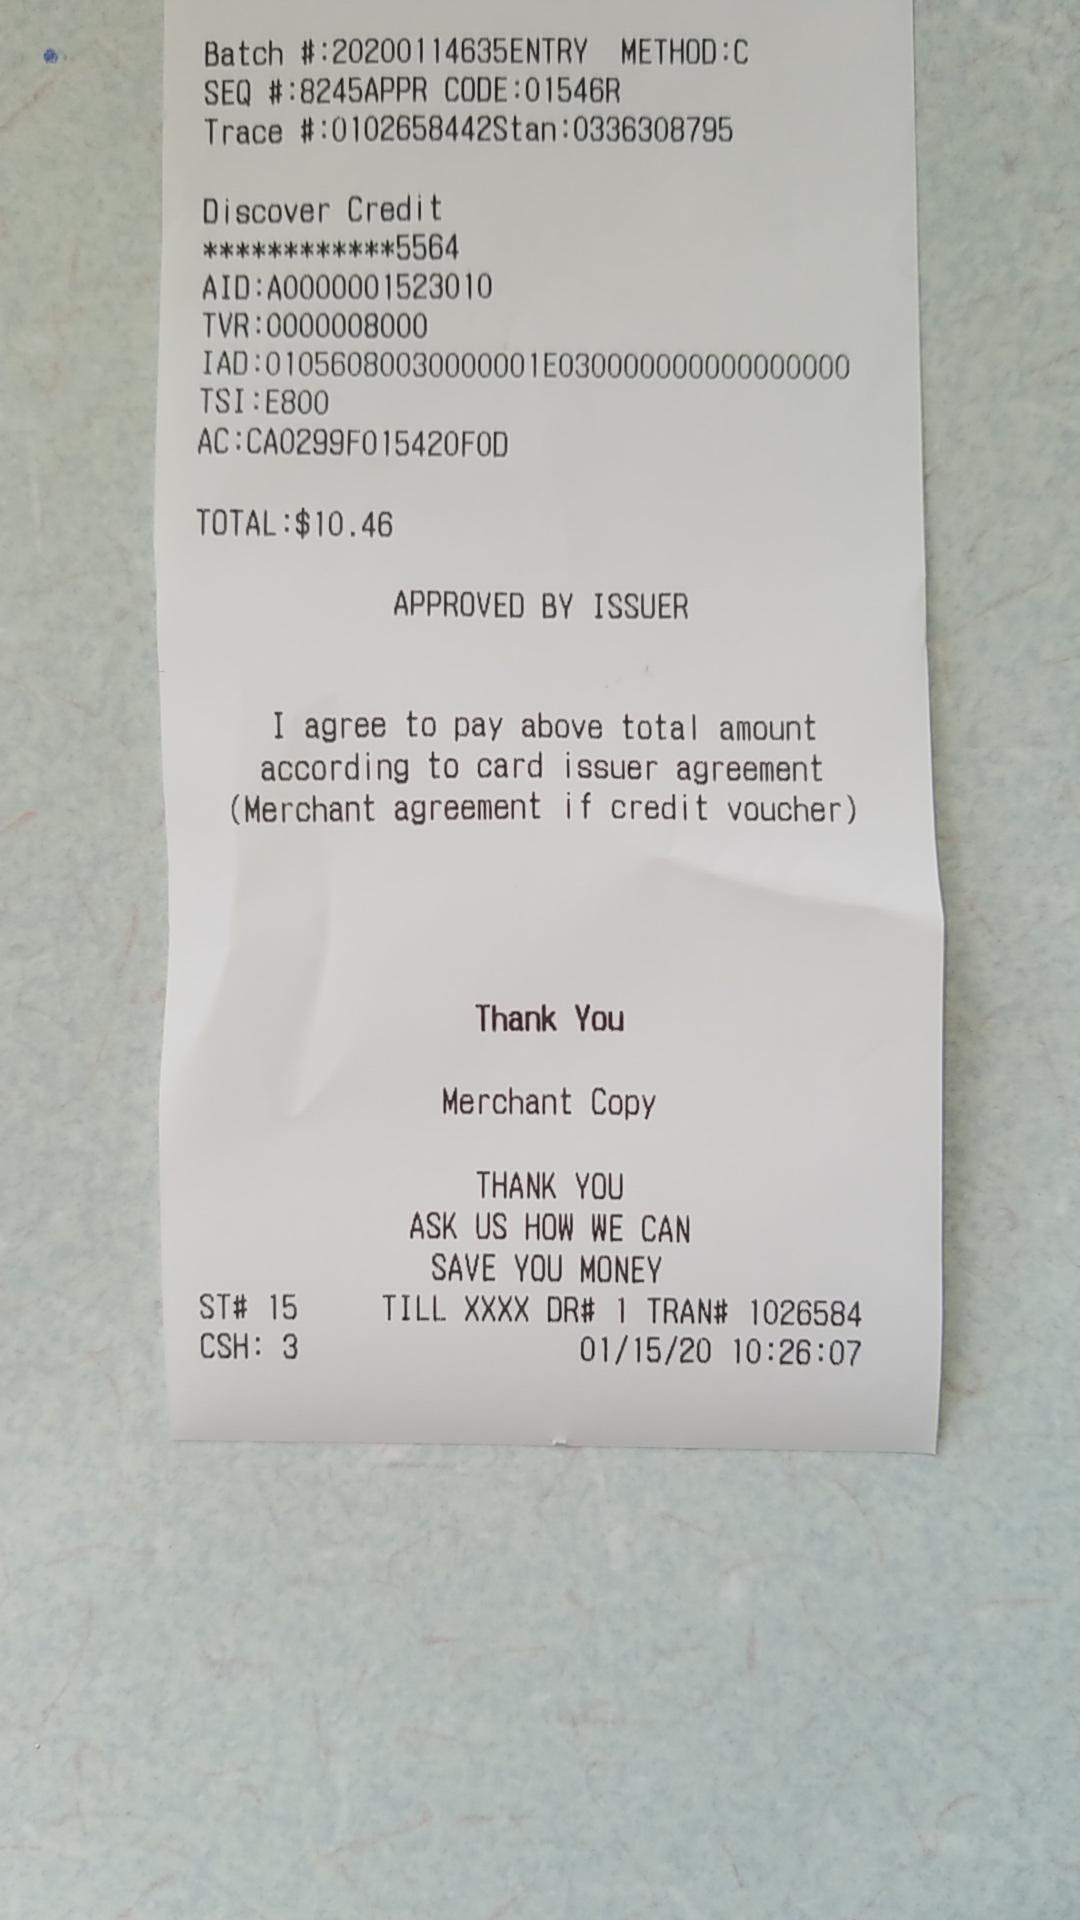 Batch #:20200114635ENTRY METHOD:C
SEQ #:8245APPR CODE:01546R
Trace #:0102658442Stan:0336308795
Discover Credit
************5564
AID:A0000001523010
TVR:0000008000
IAD:0105608003000001E030000000000000000
TSI:E800
AC:CA0299F015420F0D
TOTAL:$10.46
APPROVED BY ISSUER
I agree to pay above total amount
according to card issuer agreement
(Merchant agreement if credit voucher)
Thank You
Merchant Copy
THANK YOU
ASK US HOW WE CAN
SAVE YOU MONEY
ST# 15 TILL XXXX DR# 1 TRAN# 1026584
CSH: 3 01/15/20 10:26:07